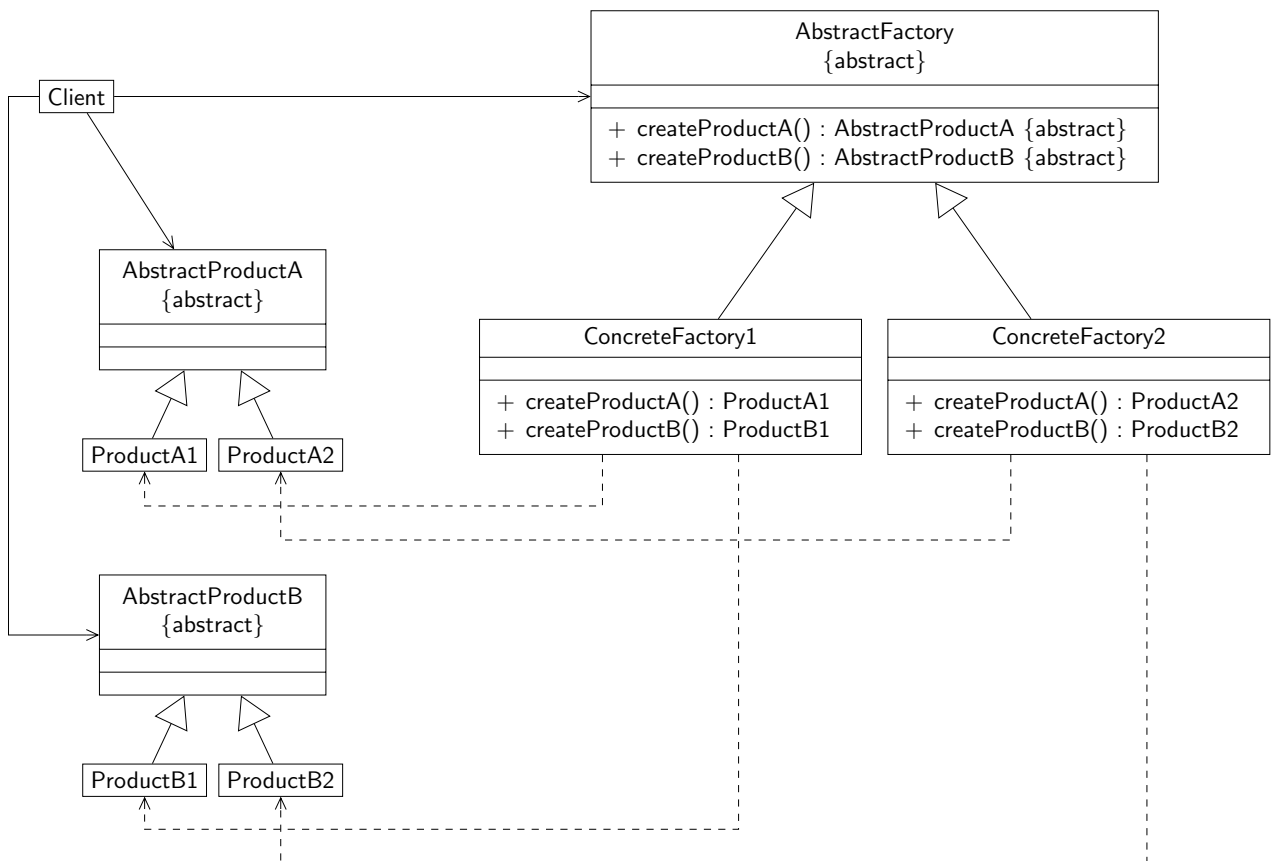 AbstractFactory
{abstract}
+ createProductA() : AbstractProductA {abstract}
+ createProductB() : AbstractProductB {abstract}
Client
AbstractProductA
{abstract}
ConcreteFactory1
+ createProductA() : ProductA1
+ createProductB() : ProductB1
ConcreteFactory2
+ createProductA() : ProductA2
+ createProductB() : ProductB2
ProductA1
ProductA2
AbstractProductB
{abstract}
ProductB1
ProductB2